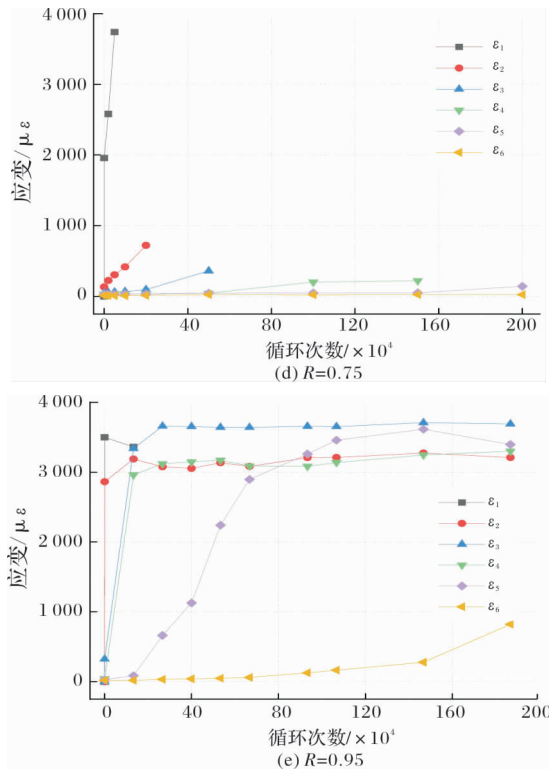 4 000
3 000
2 000
1 000
0
应变/με
ε₁
ε₂
ε₃
ε₄
ε₅
ε₆
0
40
80
120
160
200
循环次数/×10⁴
(d) R=0.75
4 000
3 000
2 000
1 000
0
应变/με
ε₁
ε₂
ε₃
ε₄
ε₅
ε₆
0
40
80
120
160
200
循环次数/×10⁴
(e) R=0.95